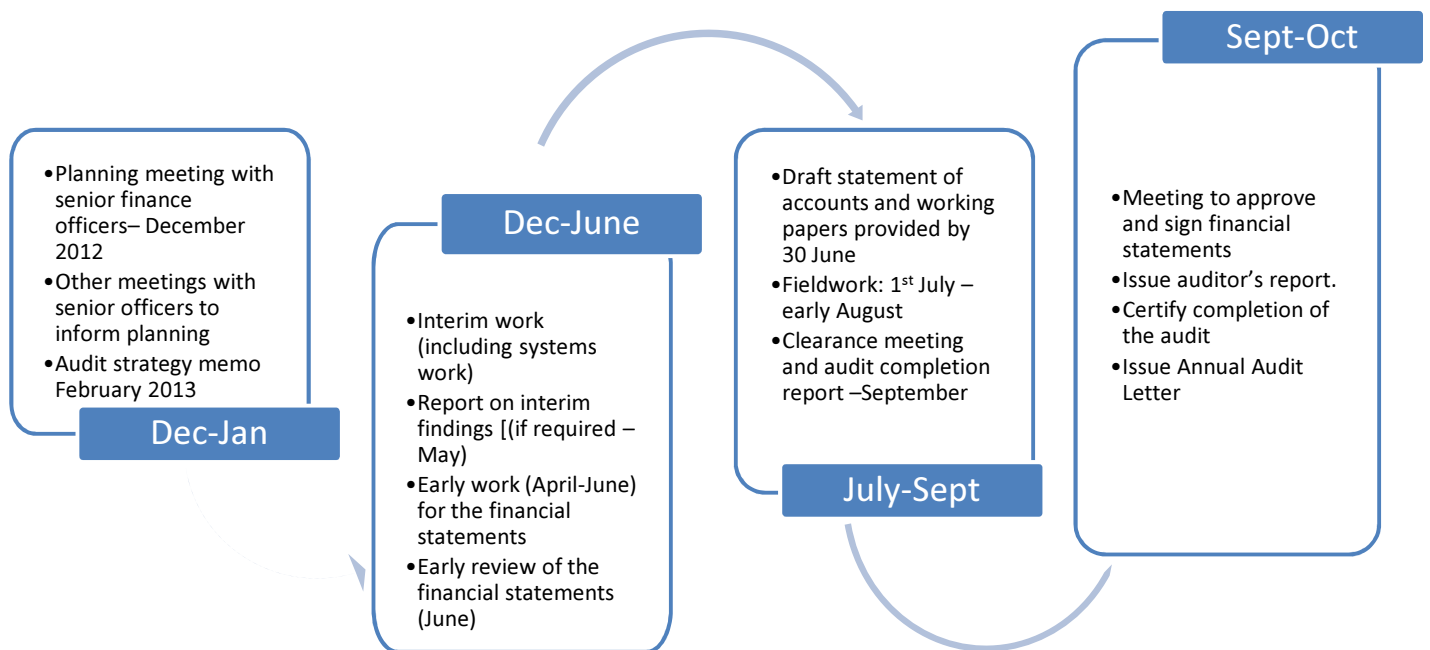 •Planning meeting with
senior finance
officers– December
2012
•Other meetings with
senior officers to
inform planning
•Audit strategy memo
February 2013
Dec-Jan
Dec-June
•Interim work
(including systems
work)
•Report on interim
findings [(if required –
May)
•Early work (April-June)
for the financial
statements
•Early review of the
financial statements
(June)
•Draft statement of
accounts and working
papers provided by
30 June
•Fieldwork: 1st July –
early August
•Clearance meeting
and audit completion
report –September
July-Sept
Sept-Oct
•Meeting to approve
and sign financial
statements
•Issue auditor’s report.
•Certify completion of
the audit
•Issue Annual Audit
Letter